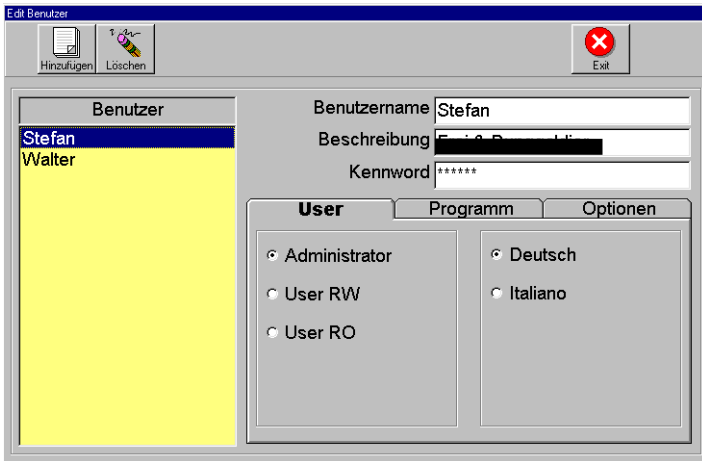 Edit Benutzer
Hinzufügen
Löschen
Exit
Benutzer
Stefan
Walter
Benutzername Stefan
Beschreibung
Kennword ******
User Programm Optionen
Administrator
User RW
User RO
Deutsch
Italiano